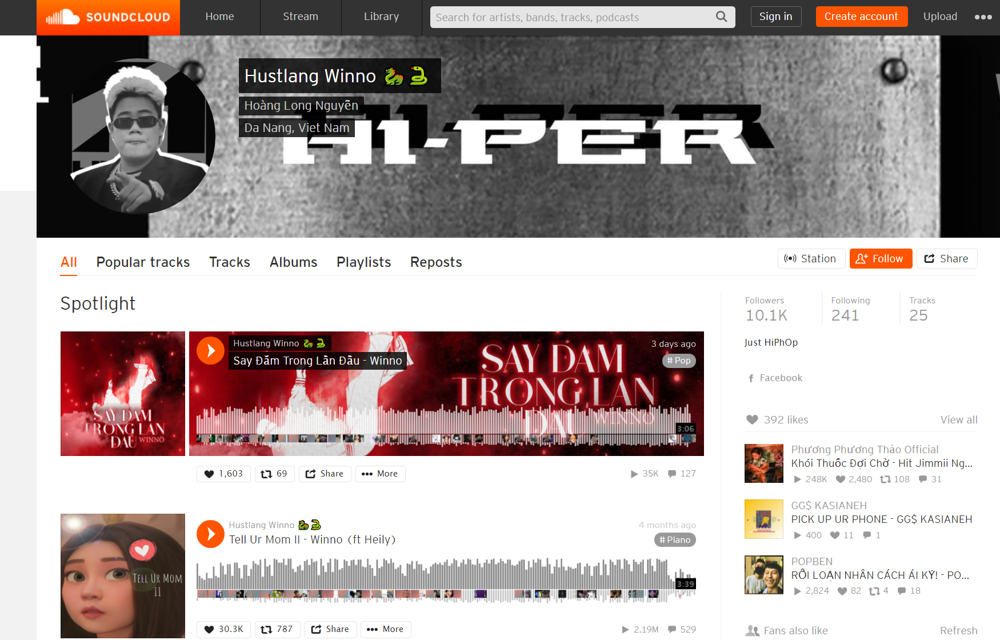 SOUNDCLOUD
Home
Stream
Library
Search for artists, bands, tracks, podcasts
Sign in
Create account
Upload
Hustlang Winno
Hoàng Long Nguyễn
Da Nang, Viet Nam
HI-PER
All
Popular tracks
Tracks
Albums
Playlists
Reposts
Station
Follow
Share
Spotlight
SAY DAM
TRONG LAN
DAU WINNO
Hustlang Winno
Say Đắm Trong Lần Đầu - Winno
3 days ago
# Pop
SAY DAM
TRONG LAN
DAU WINNO
3:06
1,603
69
Share
More
35K
127
TELL UR MOM
II
Hustlang Winno
Tell Ur Mom II - Winno (ft Heily)
4 months ago
# Piano
3:39
30.3K
787
Share
More
2.19M
529
Followers
10.1K
Following
241
Tracks
25
Just HiPhOp
Facebook
392 likes
View all
Phương Phương Thảo Official
Khói Thuốc Đợi Chờ - Hit Jimmii Ng...
248K
2,480
108
31
GG$ KASIANEH
PICK UP UR PHONE - GG$ KASIANEH
400
11
1
POPBEN
RỐI LOẠN NHÂN CÁCH ÁI KỶ! - PO...
2,824
82
4
18
Fans also like
Refresh